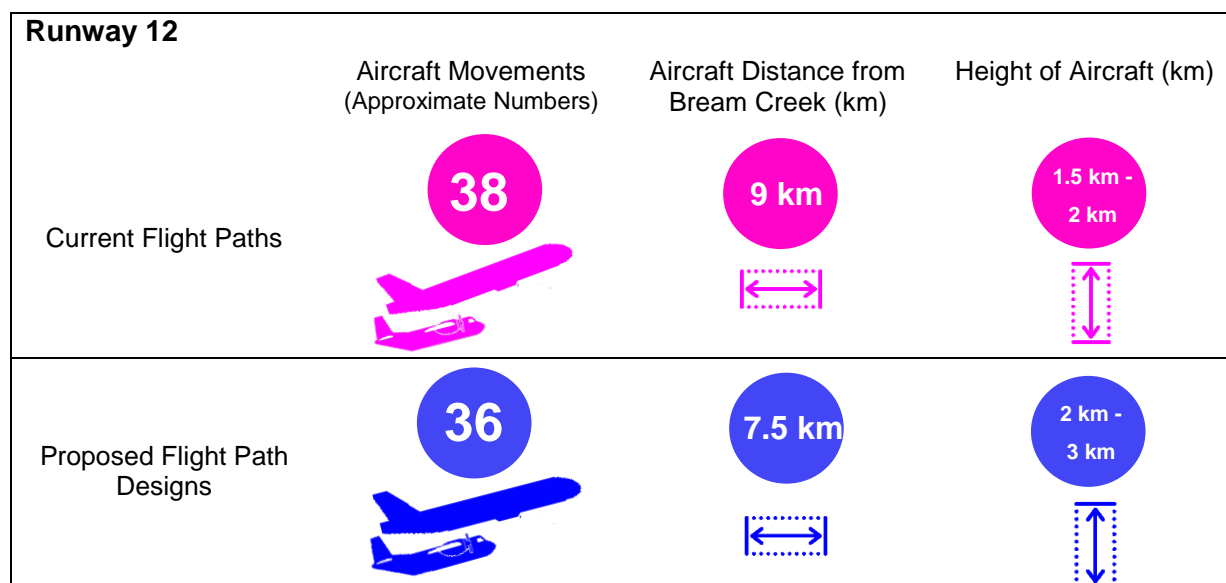 Runway 12
Aircraft Movements
(Approximate Numbers)
Aircraft Distance from
Bream Creek (km)
Height of Aircraft (km)
Current Flight Paths
38
9 km
1.5 km -
2 km
Proposed Flight Path
Designs
36
7.5 km
2 km -
3 km